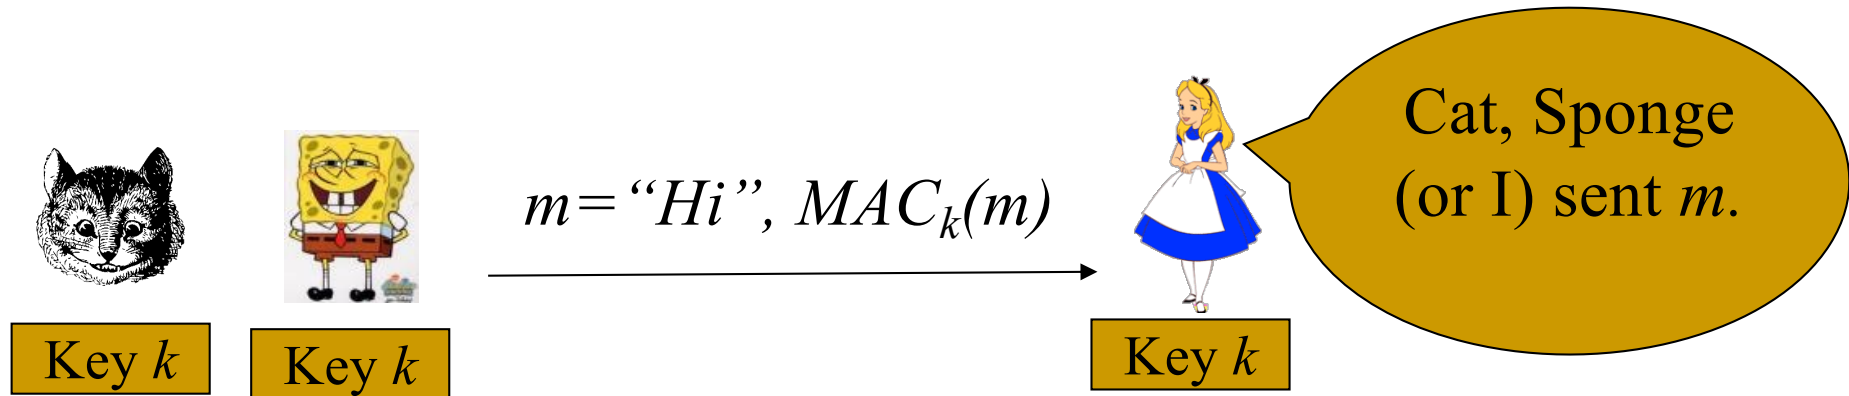 Cat, Sponge
(or I) sent m.
m=“Hi”, MACk(m)
Key k
Key k
Key k